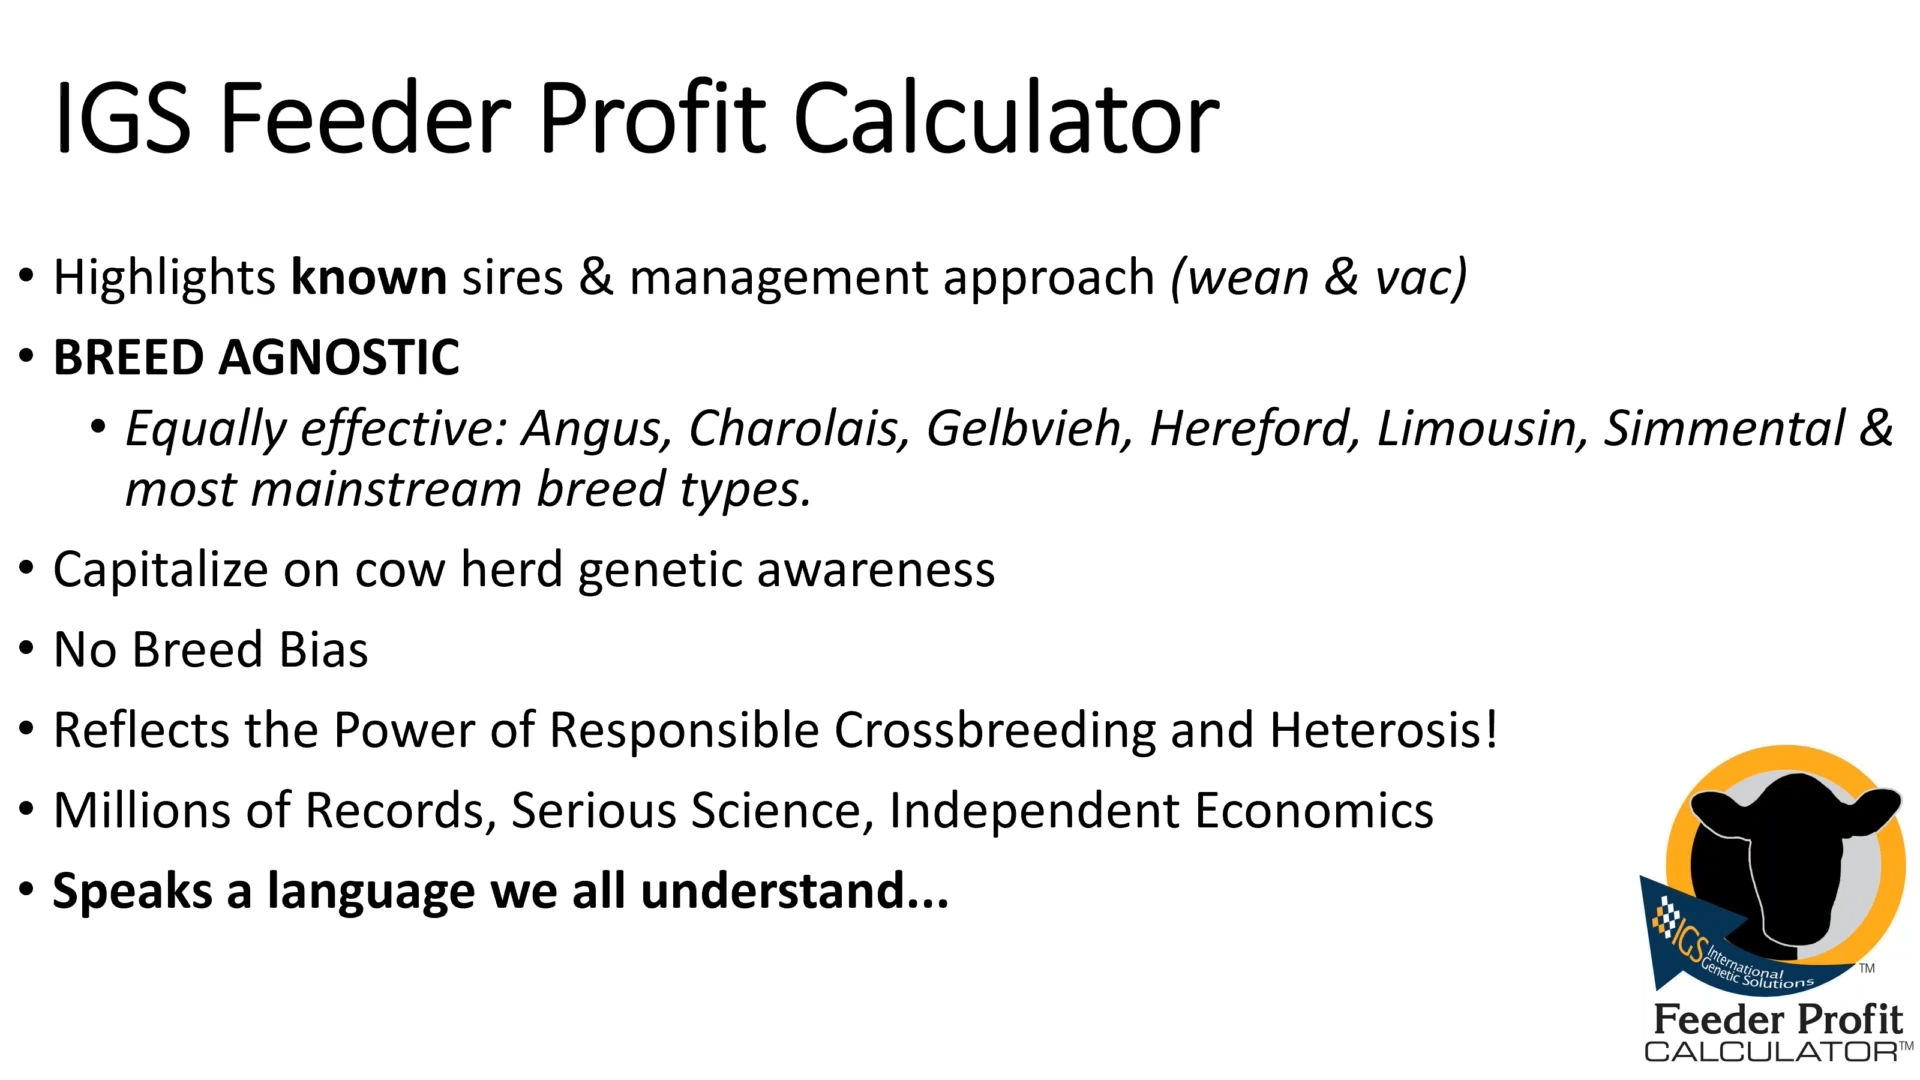 IGS Feeder Profit Calculator
• Highlights known sires & management approach (wean & vac)
• BREED AGNOSTIC
• Equally effective: Angus, Charolais, Gelbvieh, Hereford, Limousin, Simmental &
most mainstream breed types.
• Capitalize on cow herd genetic awareness
• No Breed Bias
• Reflects the Power of Responsible Crossbreeding and Heterosis!
• Millions of Records, Serious Science, Independent Economics
• Speaks a language we all understand...
IGS International
Genetic Solutions
TM
Feeder Profit
CALCULATOR™